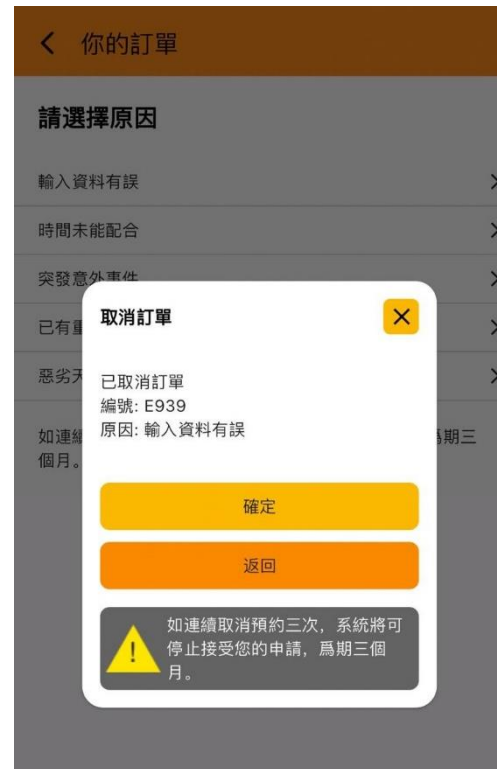 你的訂單
請選擇原因
輸入資料有誤
時間未能配合
突發意外事件
已有重
惡劣天
如連續 爲期三
個月。
取消訂單
已取消訂單
編號: E939
原因: 輸入資料有誤
確定
返回
如連續取消預約三次，系統將可
停止接受您的申請，爲期三個
月。